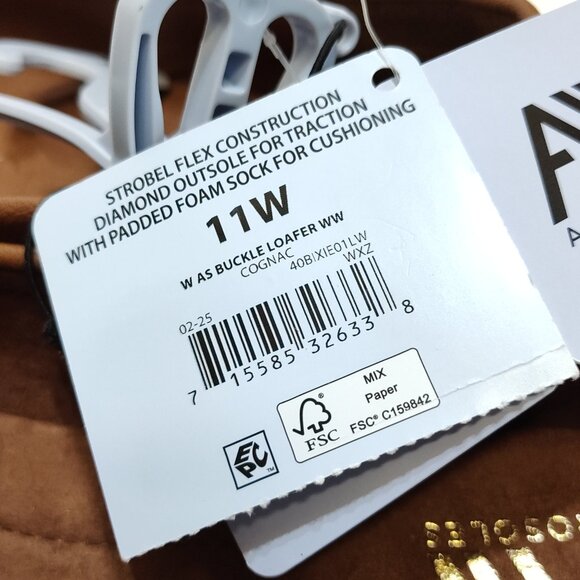 STROBEL FLEX CONSTRUCTION
DIAMOND OUTSOLE FOR TRACTION
WITH PADDED FOAM SOCK FOR CUSHIONING
11W
W AS BUCKLE LOAFER WW
COGNAC 40BIXIE01LW
WXZ
02-25
7 15585 32633 8
FSC
MIX
Paper
FSC® C159842
EPC™